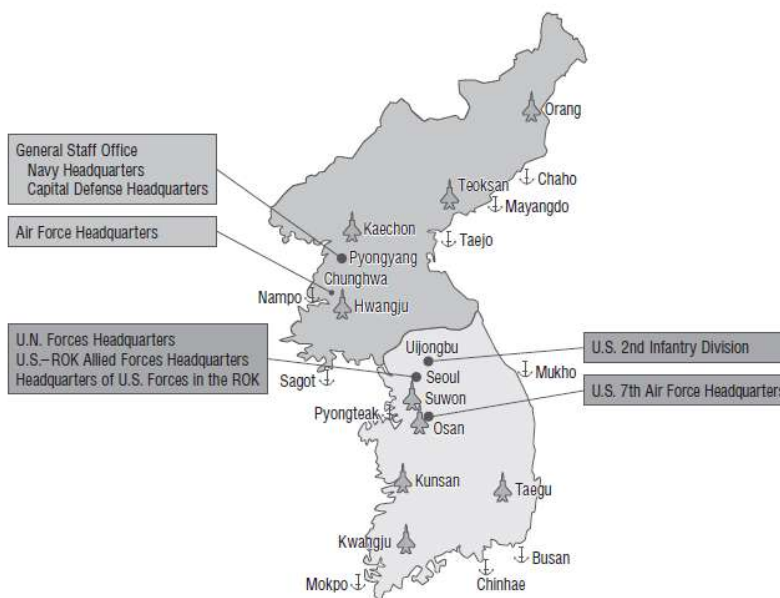 Orang
General Staff Office
Navy Headquarters
Capital Defense Headquarters
Teoksan
Chaho
Mayangdo
Air Force Headquarters
Kaechon
Taejo
Pyongyang
Chunghwa
Nampo
Hwangju
U.N. Forces Headquarters
U.S.–ROK Allied Forces Headquarters
Headquarters of U.S. Forces in the ROK
Uijongbu
U.S. 2nd Infantry Division
Sagot
Seoul
Mukho
Suwon
U.S. 7th Air Force Headquarters
Pyongteak
Osan
Kunsan
Taegu
Kwangju
Busan
Mokpo
Chinhae